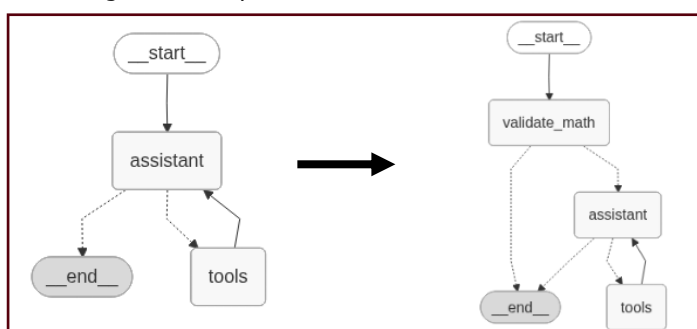 __start__
assistant
__end__
tools
__start__
validate_math
assistant
__end__
tools